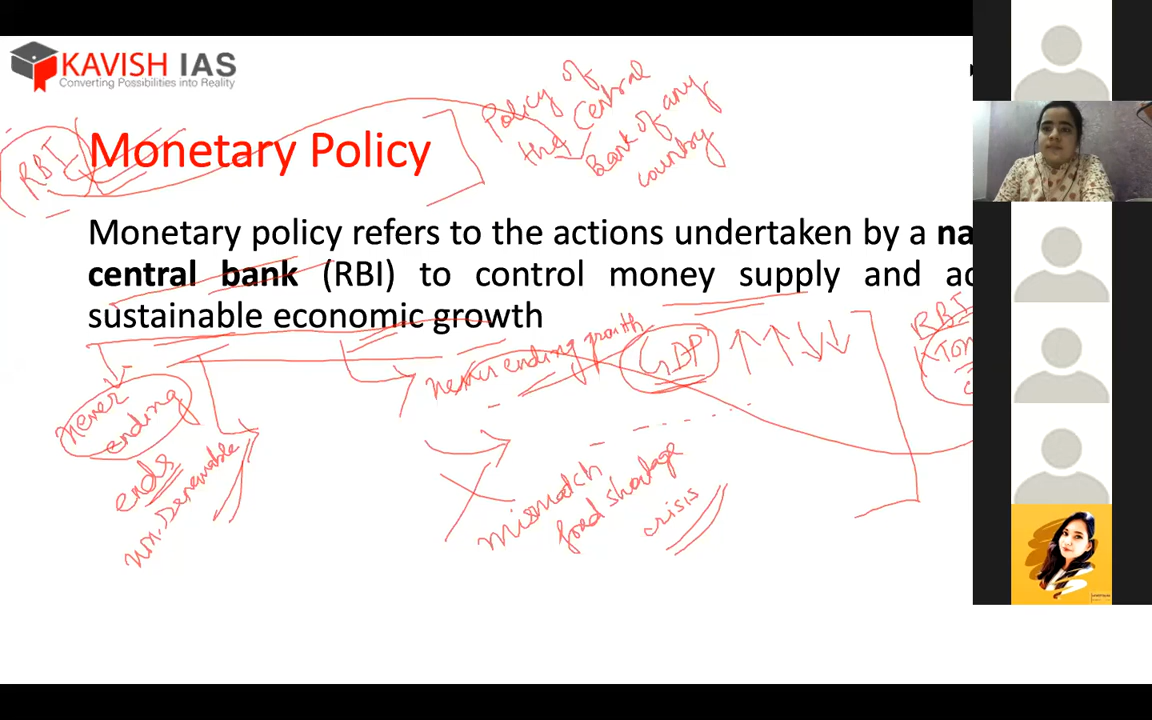 KAVISH IAS
Converting Possibilities into Reality
Policy of
the Central
Bank of any
country
RBI
Monetary Policy
Monetary policy refers to the actions undertaken by a na
central bank (RBI) to control money supply and ac
sustainable economic growth
RBI
never ending growth
GDP
never
ending
ends
mismatch
food shortage
crisis